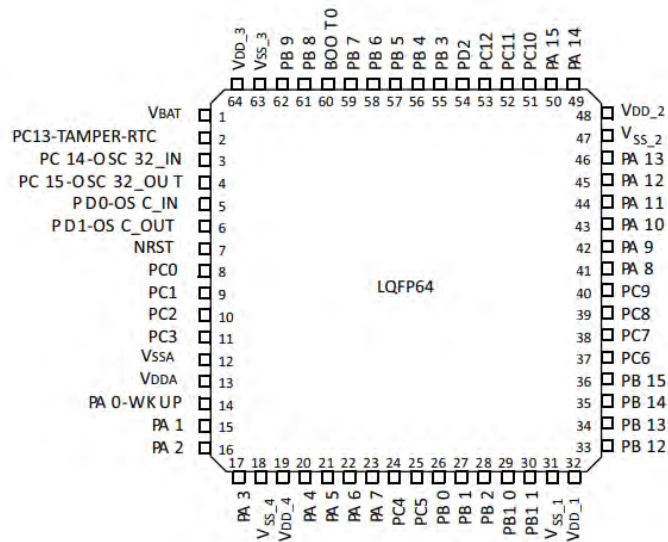 VDD_3
VSS_3
PB 9
PB 8
BOOT0
PB 7
PB 6
PB 5
PB 4
PB 3
PD2
PC12
PC11
PC10
PA 15
PA 14
64 63 62 61 60 59 58 57 56 55 54 53 52 51 50 49
VBAT 1
PC13-TAMPER-RTC 2
PC 14-OSC 32_IN 3
PC 15-OSC 32_OU T 4
PD0-OS C_IN 5
PD1-OS C_OUT 6
NRST 7
PC0 8
PC1 9
PC2 10
PC3 11
VSSA 12
VDDA 13
PA 0-WKUP 14
PA 1 15
PA 2 16
LQFP64
48 VDD_2
47 VSS_2
46 PA 13
45 PA 12
44 PA 11
43 PA 10
42 PA 9
41 PA 8
40 PC9
39 PC8
38 PC7
37 PC6
36 PB 15
35 PB 14
34 PB 13
33 PB 12
17 18 19 20 21 22 23 24 25 26 27 28 29 30 31 32
PA 3
VSS_4
VDD_4
PA 4
PA 5
PA 6
PA 7
PC4
PC5
PB 0
PB 1
PB 2
PB1 0
PB1 1
VSS_1
VDD_1